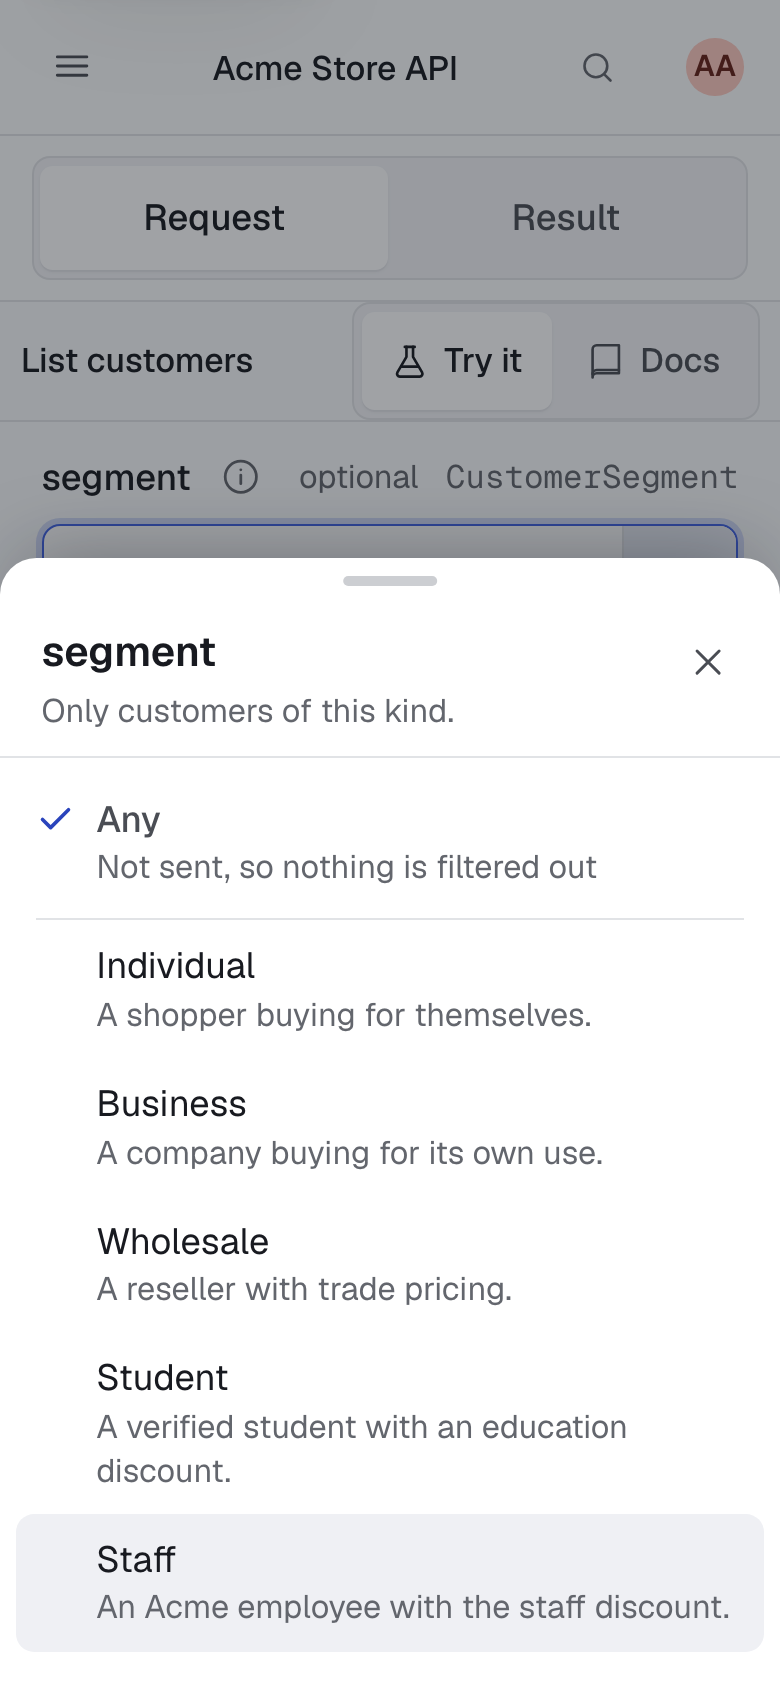 Acme Store API
AA
Request
Result
List customers
Try it
Docs
segment
optional
CustomerSegment
segment
Only customers of this kind.
Any
Not sent, so nothing is filtered out
Individual
A shopper buying for themselves.
Business
A company buying for its own use.
Wholesale
A reseller with trade pricing.
Student
A verified student with an education
discount.
Staff
An Acme employee with the staff discount.